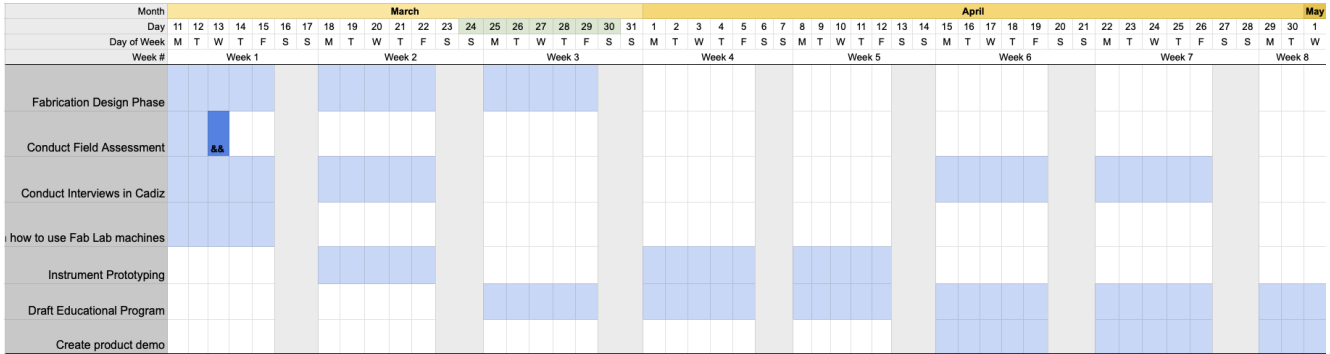 Month March April May
Day 11 12 13 14 15 16 17 18 19 20 21 22 23 24 25 26 27 28 29 30 31 1 2 3 4 5 6 7 8 9 10 11 12 13 14 15 16 17 18 19 20 21 22 23 24 25 26 27 28 29 30 1
Day of Week M T W T F S S M T W T F S S M T W T F S S M T W T F S S M T W T F S S M T W T F S S M T W T F S S M T W
Week # Week 1 Week 2 Week 3 Week 4 Week 5 Week 6 Week 7 Week 8
Fabrication Design Phase
Conduct Field Assessment &&
Conduct Interviews in Cadiz
how to use Fab Lab machines
Instrument Prototyping
Draft Educational Program
Create product demo